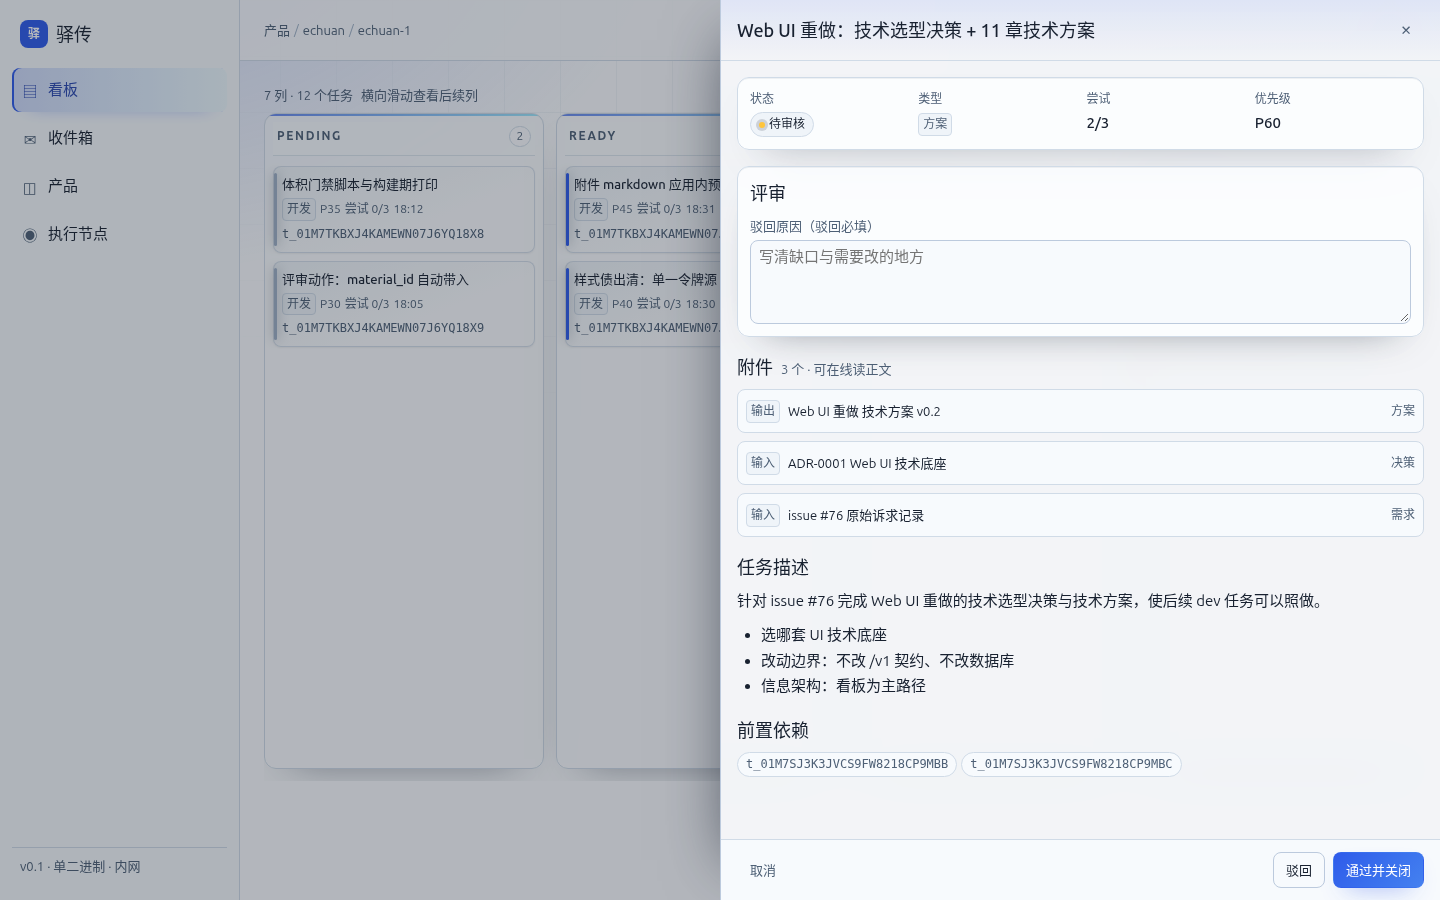 驿 驿传
看板
收件箱
产品
执行节点
v0.1 · 单二进制 · 内网
产品 / echuan / echuan-1
7 列 · 12 个任务 横向滑动查看后续列
PENDING 2
体积门禁脚本与构建期打印
开发 P35 尝试 0/3 18:12
t_01M7TKBXJ4KAMEWN07J6YQ18X8
评审动作：material_id 自动带入
开发 P30 尝试 0/3 18:05
t_01M7TKBXJ4KAMEWN07J6YQ18X9
READY
附件 markdown 应用内预
开发 P45 尝试 0/3 18:31
t_01M7TKBXJ4KAMEWN07.
样式债出清：单一令牌源
开发 P40 尝试 0/3 18:30
t_01M7TKBXJ4KAMEWN07.
Web UI 重做：技术选型决策 + 11 章技术方案 ×
状态 类型 尝试 优先级
待审核 方案 2/3 P60
评审
驳回原因（驳回必填）
写清缺口与需要改的地方
附件 3 个 · 可在线读正文
输出 Web UI 重做 技术方案 v0.2 方案
输入 ADR-0001 Web UI 技术底座 决策
输入 issue #76 原始诉求记录 需求
任务描述
针对 issue #76 完成 Web UI 重做的技术选型决策与技术方案，使后续 dev 任务可以照做。
• 选哪套 UI 技术底座
• 改动边界：不改 /v1 契约、不改数据库
• 信息架构：看板为主路径
前置依赖
t_01M7SJ3K3JVCS9FW8218CP9MBB t_01M7SJ3K3JVCS9FW8218CP9MBC
取消 驳回 通过并关闭